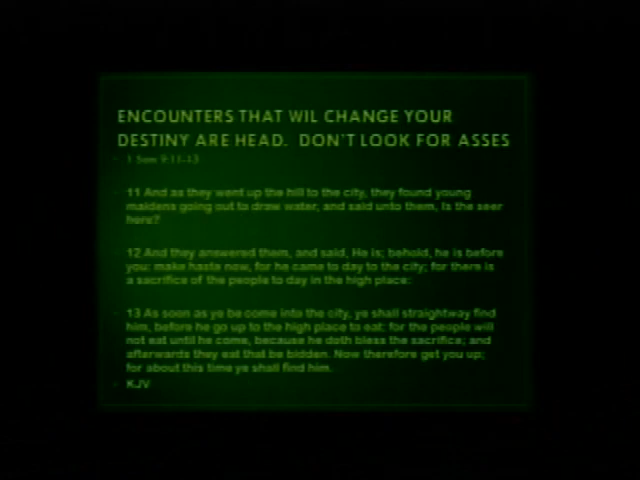 ENCOUNTERS THAT WIL CHANGE YOUR
DESTINY ARE HEAD. DON'T LOOK FOR ASSES
1 Sam 9:11-13
11 And as they went up the hill to the city, they found young
maidens going out to draw water, and said unto them, Is the seer
here?
12 And they answered them, and said, He is; behold, he is before
you: make haste now, for he came to day to the city; for there is
a sacrifice of the people to day in the high place:
13 As soon as ye be come into the city, ye shall straightway find
him, before he go up to the high place to eat: for the people will
not eat until he come, because he doth bless the sacrifice; and
afterwards they eat that be bidden. Now therefore get you up;
for about this time ye shall find him.
KJV